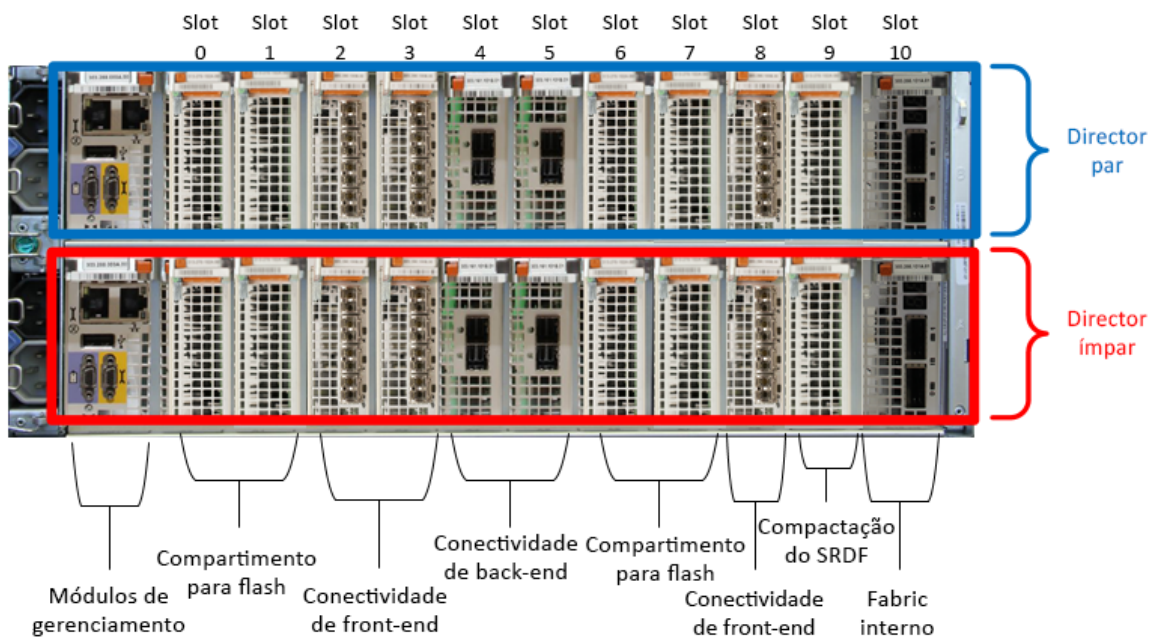 Slot Slot Slot Slot Slot Slot Slot Slot Slot Slot Slot
0 1 2 3 4 5 6 7 8 9 10
Director
par
Director
ímpar
Módulos de
gerenciamento
Compartimento
para flash
Conectividade
de front-end
Conectividade
de back-end
Compartimento
para flash
Conectividade
de front-end
Compactação
do SRDF
Fabric
interno